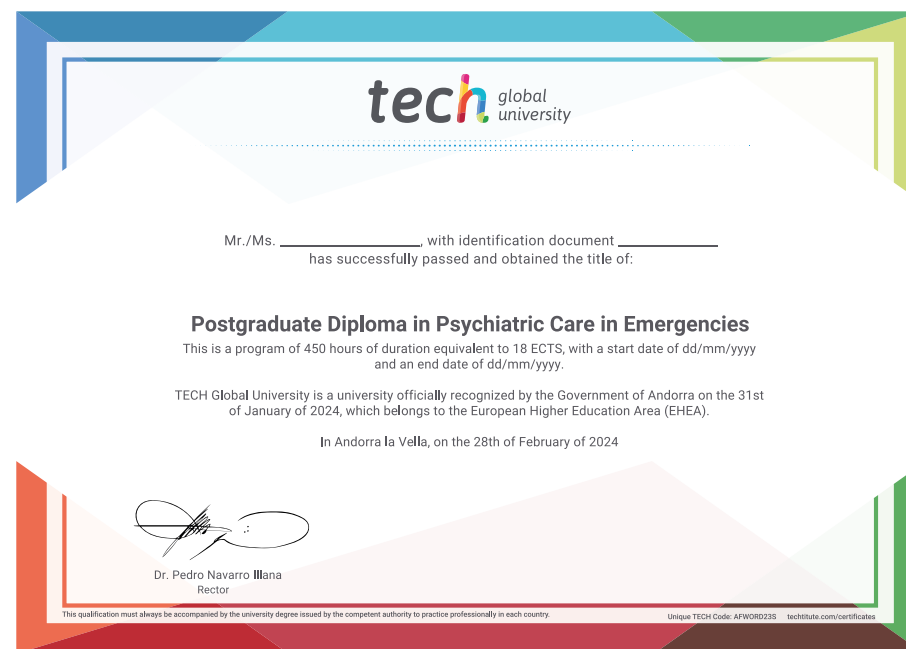 tech global university
Mr./Ms. ____________________, with identification document ______________
has successfully passed and obtained the title of:
Postgraduate Diploma in Psychiatric Care in Emergencies
This is a program of 450 hours of duration equivalent to 18 ECTS, with a start date of dd/mm/yyyy
and an end date of dd/mm/yyyy.
TECH Global University is a university officially recognized by the Government of Andorra on the 31st
of January of 2024, which belongs to the European Higher Education Area (EHEA).
In Andorra la Vella, on the 28th of February of 2024
Dr. Pedro Navarro Illana
Rector
This qualification must always be accompanied by the university degree issued by the competent authority to practice professionally in each country.
Unique TECH Code: AFWORD23S techtitute.com/certificates